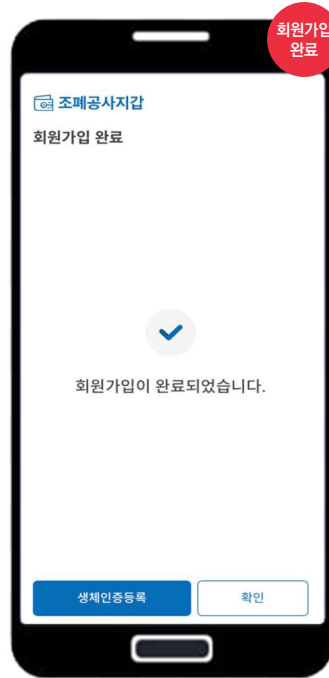 회원가입
완료
조폐공사지갑
회원가입 완료
회원가입이 완료되었습니다.
생체인증등록
확인